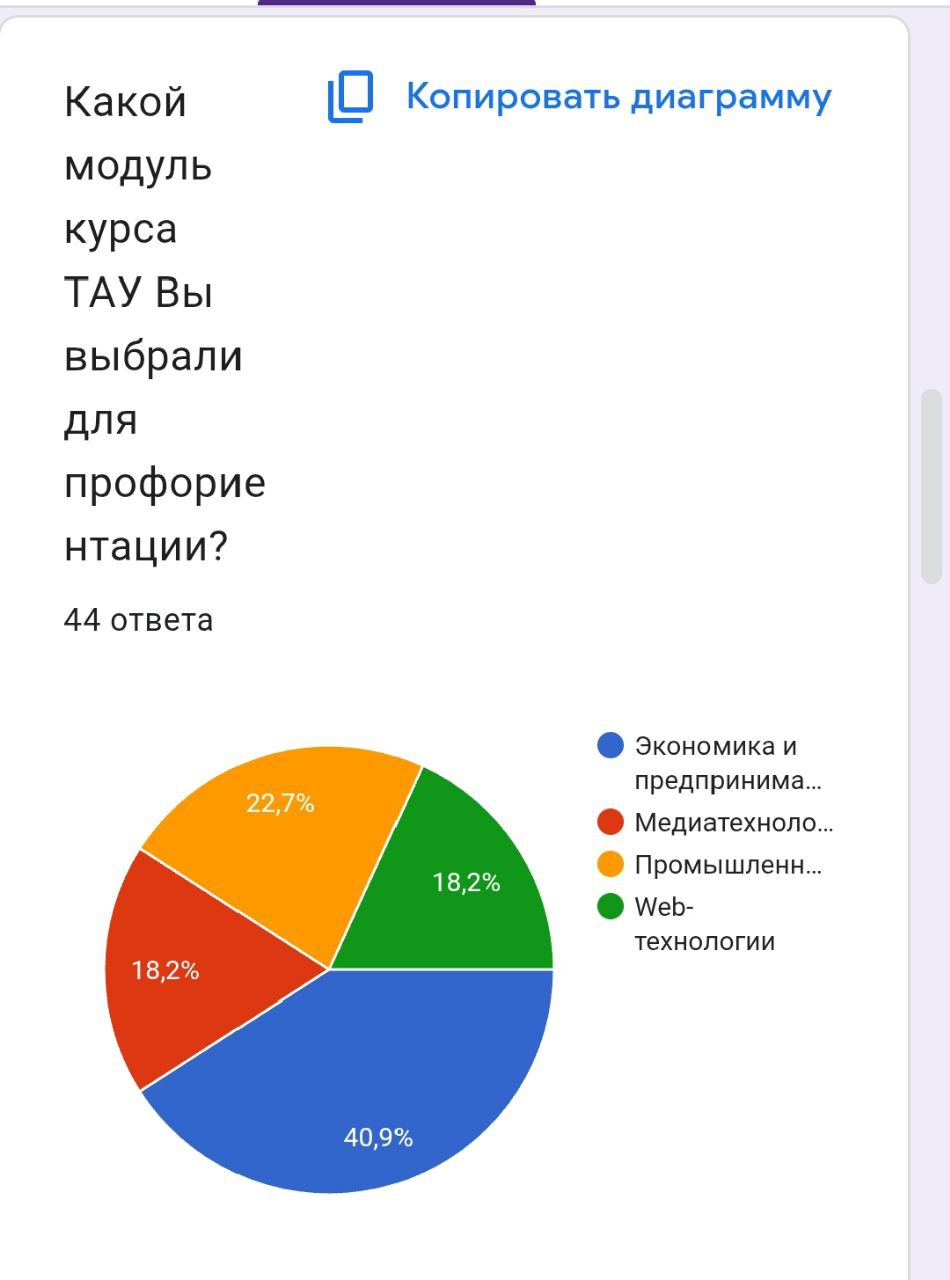 Какой
модуль
курса
ТАУ Вы
выбрали
для
профорие
нтации?
Копировать диаграмму
44 ответа
Экономика и
предпринима...
Медиатехноло...
Промышленн...
Web-
технологии
22,7%
18,2%
18,2%
40,9%